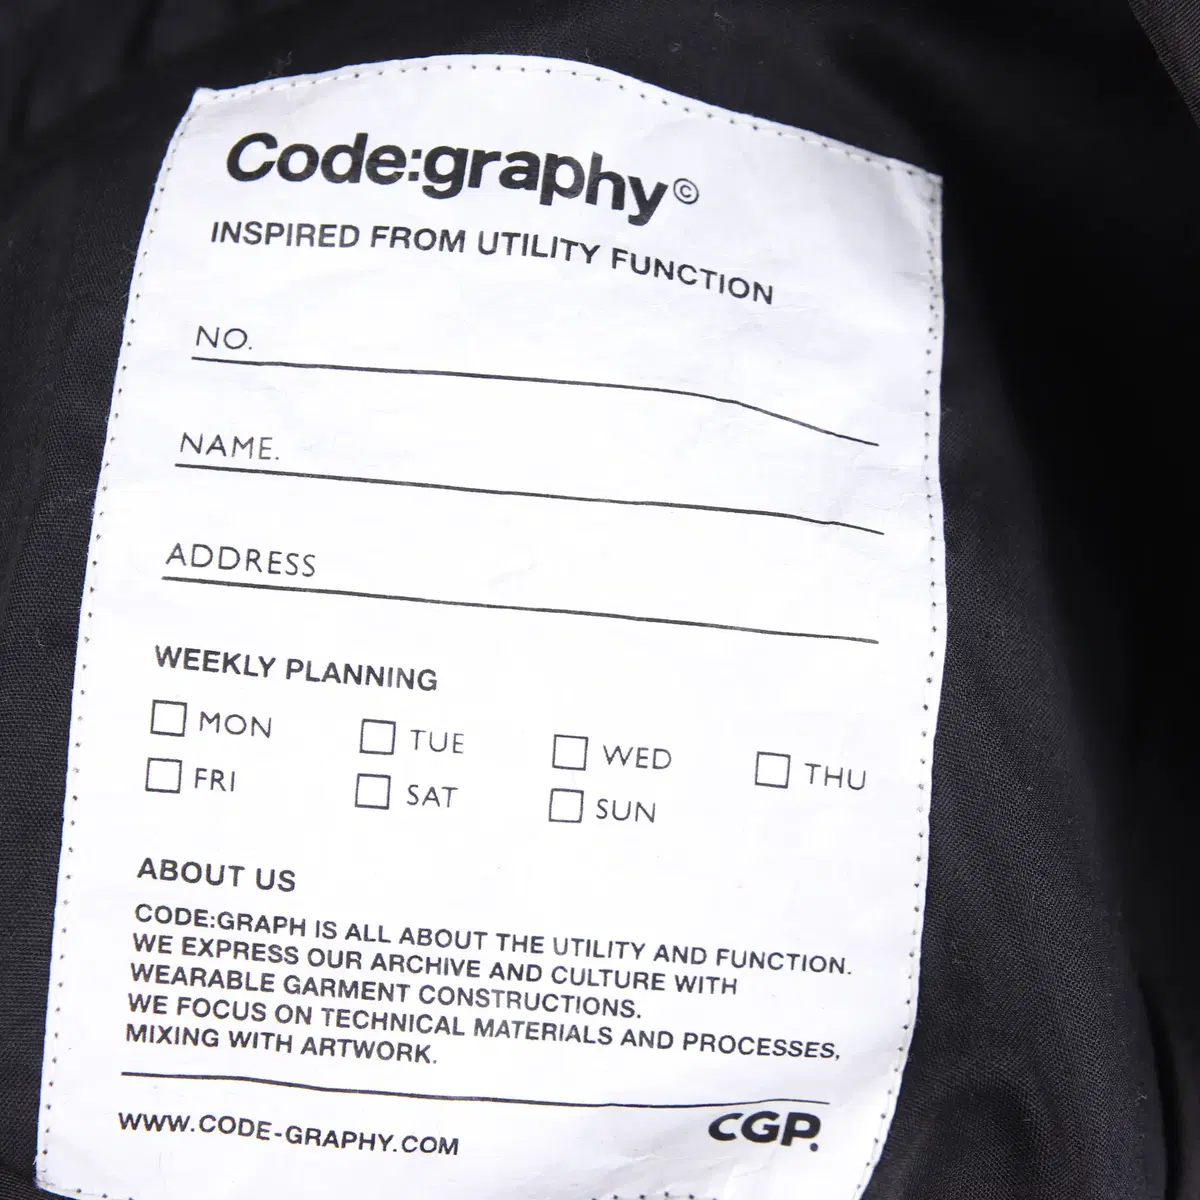 Code:graphy©
INSPIRED FROM UTILITY FUNCTION
NO.
NAME.
ADDRESS
WEEKLY PLANNING
MON TUE WED THU
FRI SAT SUN
ABOUT US
CODE:GRAPH IS ALL ABOUT THE UTILITY AND FUNCTION.
WE EXPRESS OUR ARCHIVE AND CULTURE WITH
WEARABLE GARMENT CONSTRUCTIONS.
WE FOCUS ON TECHNICAL MATERIALS AND PROCESSES,
MIXING WITH ARTWORK.
WWW.CODE-GRAPHY.COM CGP.